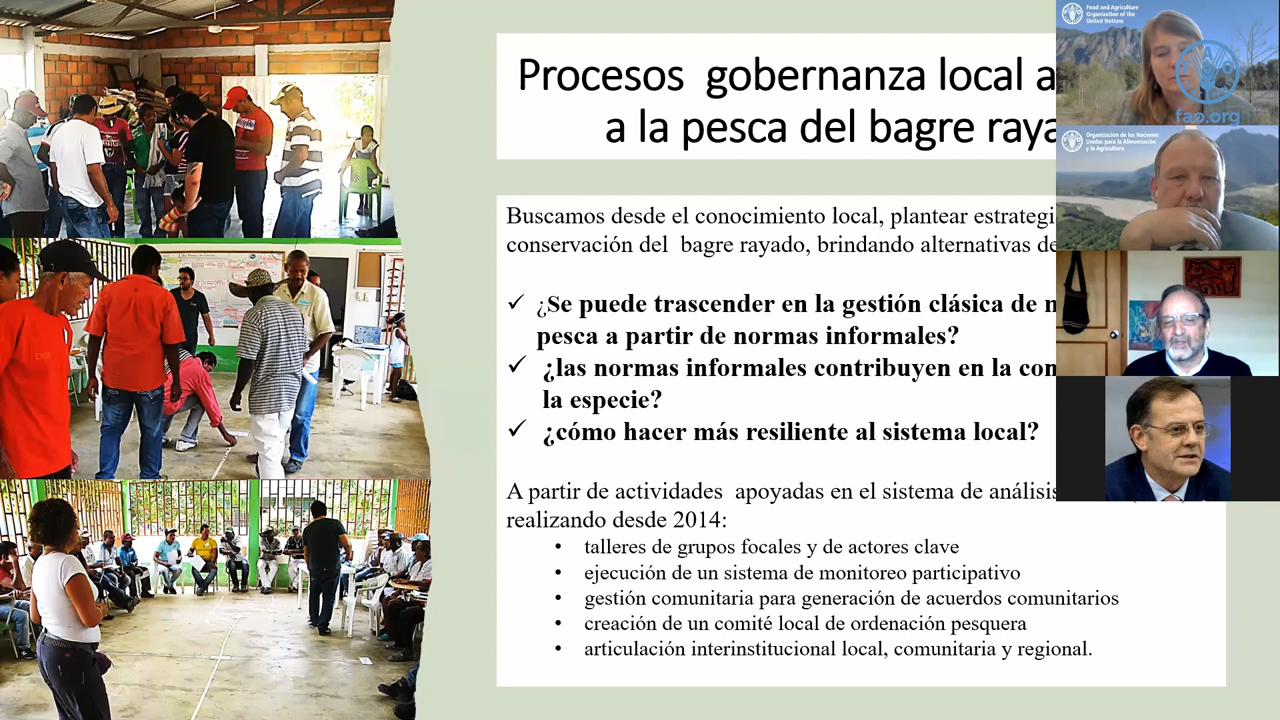 Procesos gobernanza local a
a la pesca del bagre raya
Buscamos desde el conocimiento local, plantear estrategi
conservación del bagre rayado, brindando alternativas de
✓ ¿Se puede trascender en la gestión clásica de
pesca a partir de normas informales?
✓ ¿las normas informales contribuyen en la con
la especie?
✓ ¿cómo hacer más resiliente al sistema local?
A partir de actividades apoyadas en el sistema de análisis
realizando desde 2014:
• talleres de grupos focales y de actores clave
• ejecución de un sistema de monitoreo participativo
• gestión comunitaria para generación de acuerdos comunitarios
• creación de un comité local de ordenación pesquera
• articulación interinstitucional local, comunitaria y regional.
Food and Agriculture
Organization of the
United Nations
fao.org
Organización de las Naciones
Unidas para la Alimentación
y la Agricultura